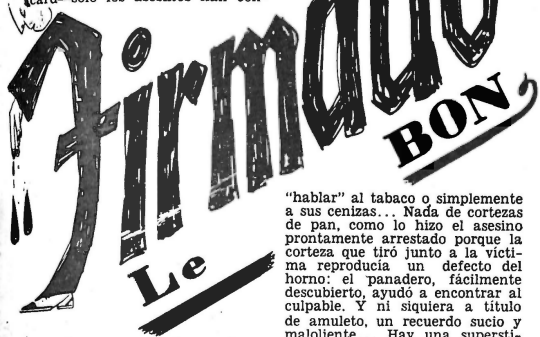 Firmado
Le BON
"hablar" al tabaco o simplemente
a sus cenizas... Nada de cortezas
de pan, como lo hizo el asesino
prontamente arrestado porque la
corteza que tiró junto a la vícti-
ma reproducía un defecto del
horno: el panadero, fácilmente
descubierto, ayudó a encontrar al
culpable. Y ni siquiera a título
de amuleto, un recuerdo sucio y
maloliente... Hay una supersti-